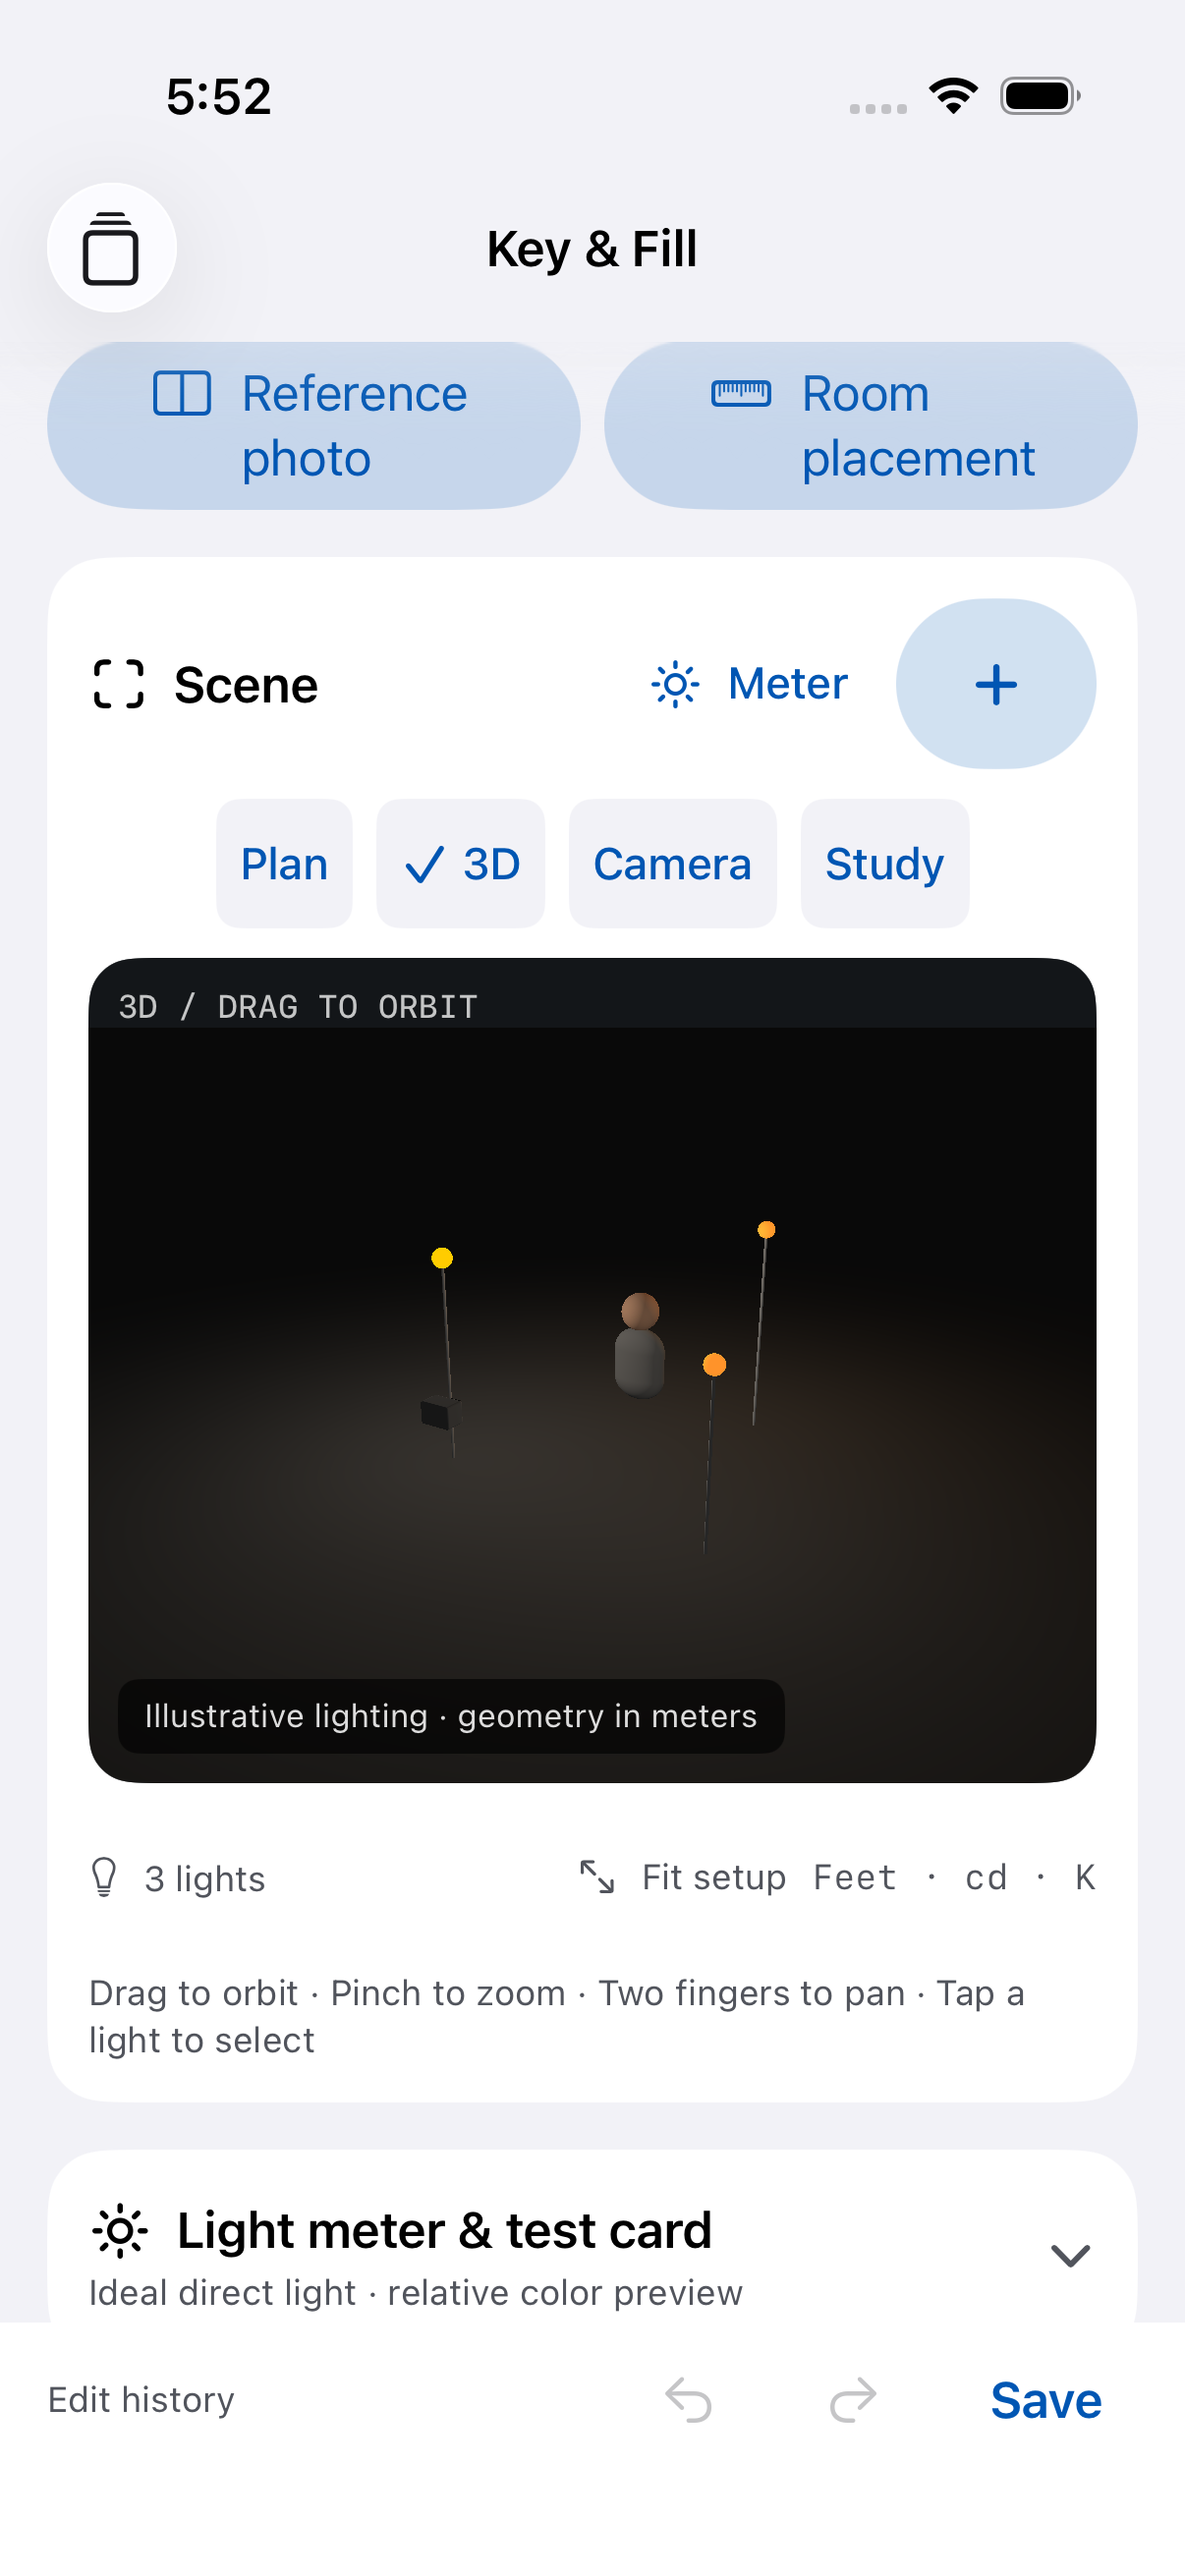 5:52
Key & Fill
Reference
photo
Room
placement
Scene
Meter
Plan
3D
Camera
Study
3D / DRAG TO ORBIT
Illustrative lighting · geometry in meters
3 lights
Fit setup
Feet · cd · K
Drag to orbit · Pinch to zoom · Two fingers to pan · Tap a
light to select
Light meter & test card
Ideal direct light · relative color preview
Edit history
Save